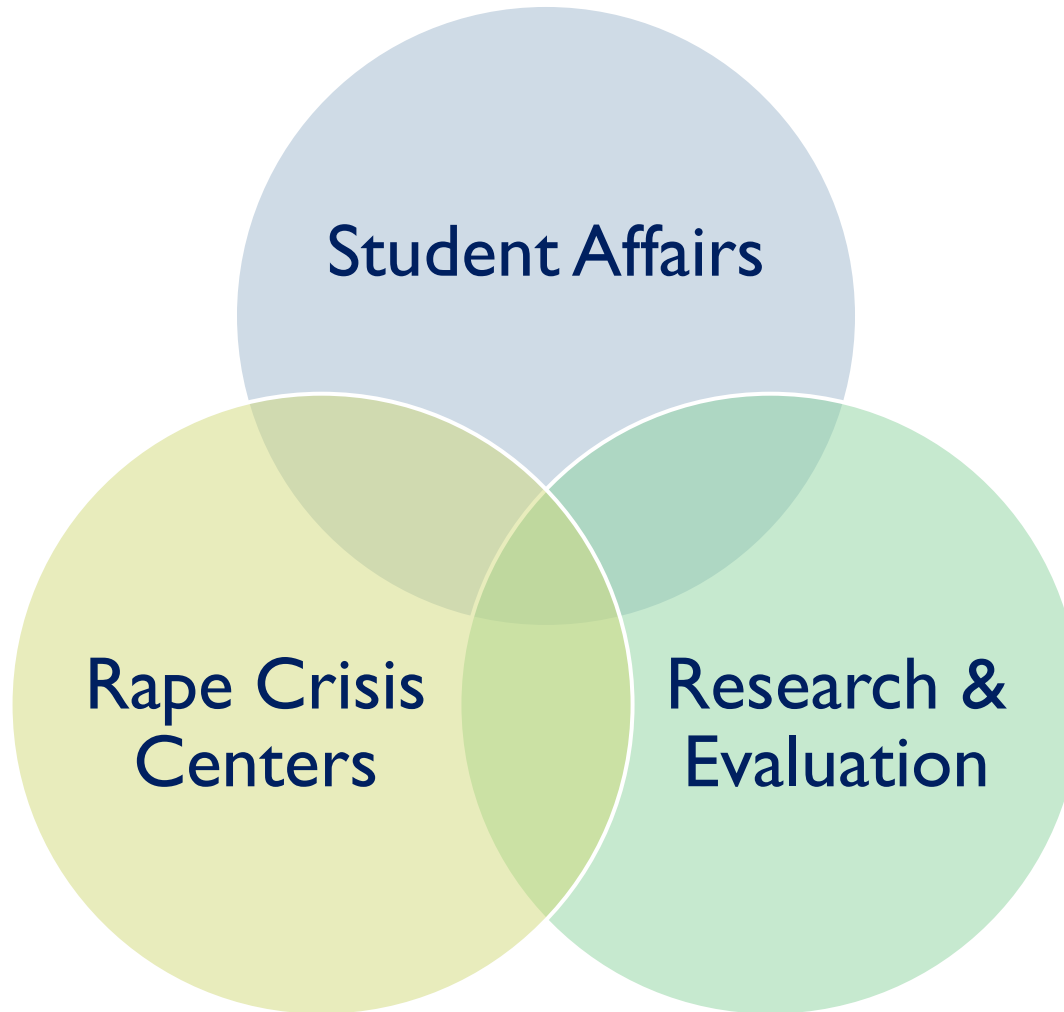 Student Affairs
Rape Crisis
Centers
Research &
Evaluation